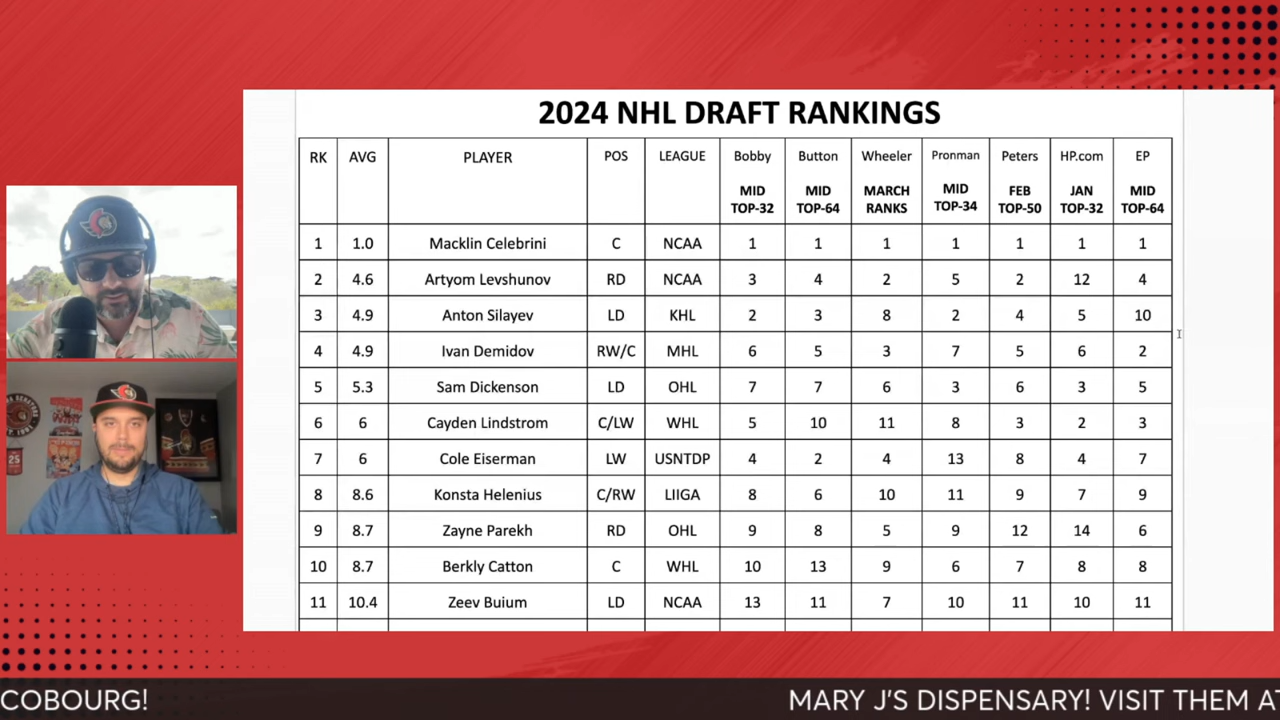 2024 NHL DRAFT RANKINGS
RK AVG PLAYER POS LEAGUE Bobby Button Wheeler Pronman Peters HP.com EP
MID MID MARCH MID FEB JAN MID
TOP-32 TOP-64 RANKS TOP-34 TOP-50 TOP-32 TOP-64
1 1.0 Macklin Celebrini C NCAA 1 1 1 1 1 1 1
2 4.6 Artyom Levshunov RD NCAA 3 4 2 5 2 12 4
3 4.9 Anton Silayev LD KHL 2 3 8 2 4 5 10
4 4.9 Ivan Demidov RW/C MHL 6 5 3 7 5 6 2
5 5.3 Sam Dickenson LD OHL 7 7 6 3 6 3 5
6 6 Cayden Lindstrom C/LW WHL 5 10 11 8 3 2 3
7 6 Cole Eiserman LW USNTDP 4 2 4 13 8 4 7
8 8.6 Konsta Helenius C/RW LIIGA 8 6 10 11 9 7 9
9 8.7 Zayne Parekh RD OHL 9 8 5 9 12 14 6
10 8.7 Berkly Catton C WHL 10 13 9 6 7 8 8
11 10.4 Zeev Buium LD NCAA 13 11 7 10 11 10 11
25
COBOURG! MARY J'S DISPENSARY! VISIT THEM A